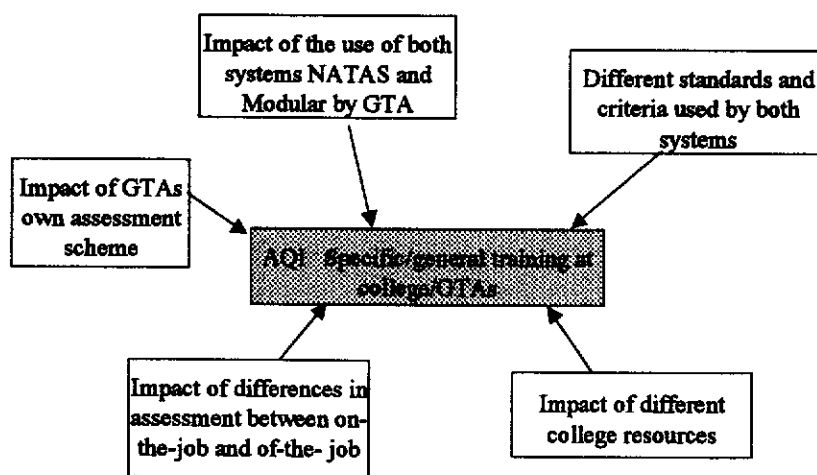 Impact of the use of both
systems NATAS and
Modular by GTA
Different standards and
criteria used by both
systems
Impact of GTAs
own assessment
scheme
AQI Specific/general training at
college/GTAs
Impact of differences in
assessment between on-
the-job and of-the- job
Impact of different
college resources